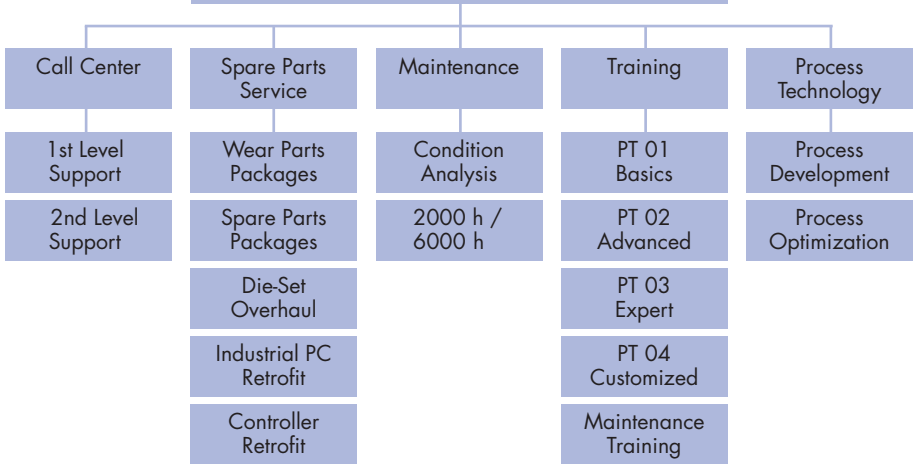 Call Center
Spare Parts
Service
Maintenance
Training
Process
Technology
1st Level
Support
2nd Level
Support
Wear Parts
Packages
Spare Parts
Packages
Die-Set
Overhaul
Industrial PC
Retrofit
Controller
Retrofit
Condition
Analysis
2000 h /
6000 h
PT 01
Basics
PT 02
Advanced
PT 03
Expert
PT 04
Customized
Maintenance
Training
Process
Development
Process
Optimization